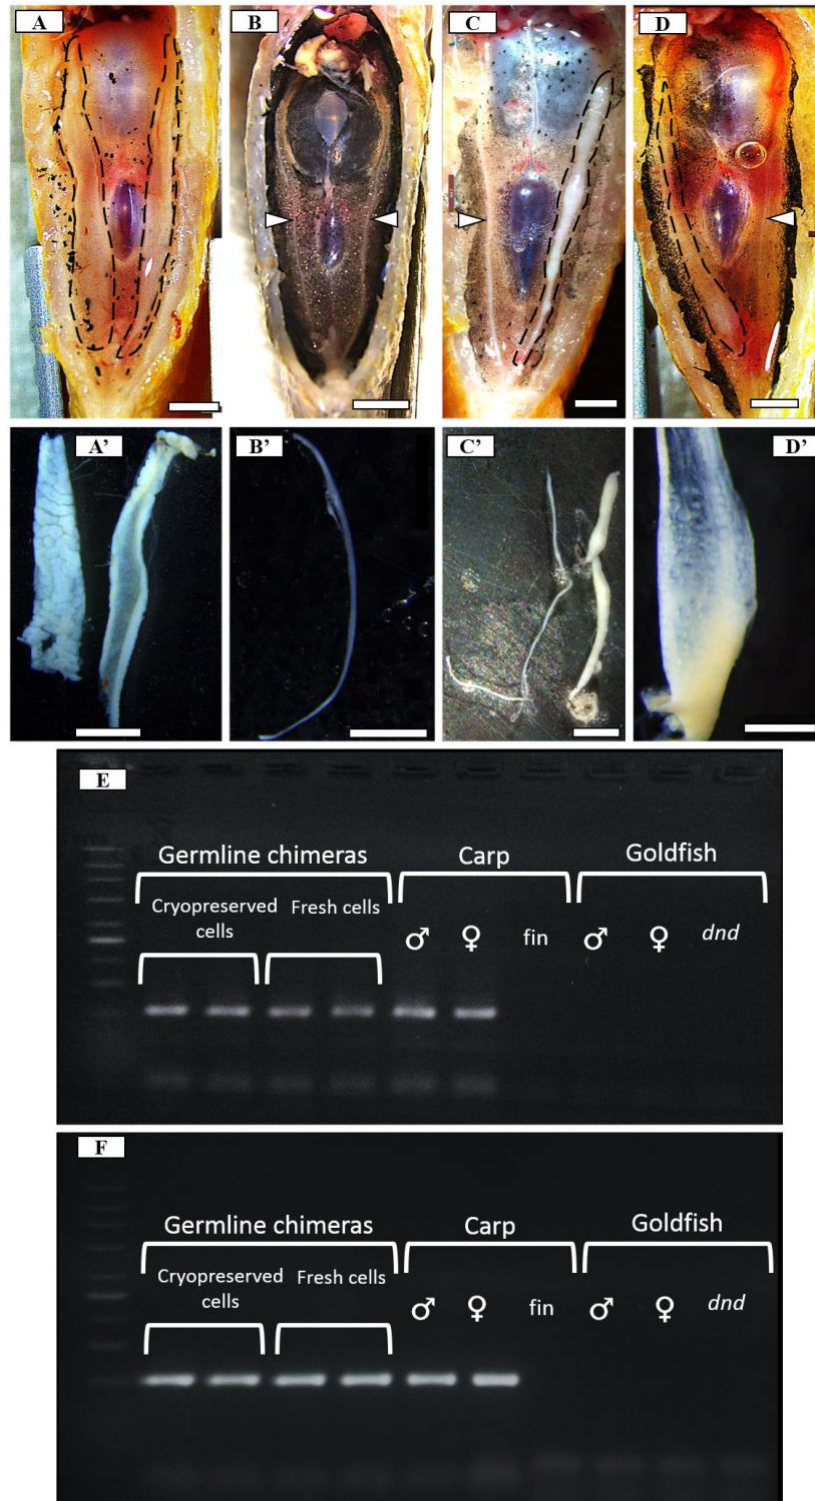 A B C D
A’ B’ C’ D’
E
Germline chimeras Carp Goldfish
Cryopreserved cells Fresh cells ♂ ♀ fin ♂ ♀ dnd
F
Germline chimeras Carp Goldfish
Cryopreserved cells Fresh cells ♂ ♀ fin ♂ ♀ dnd